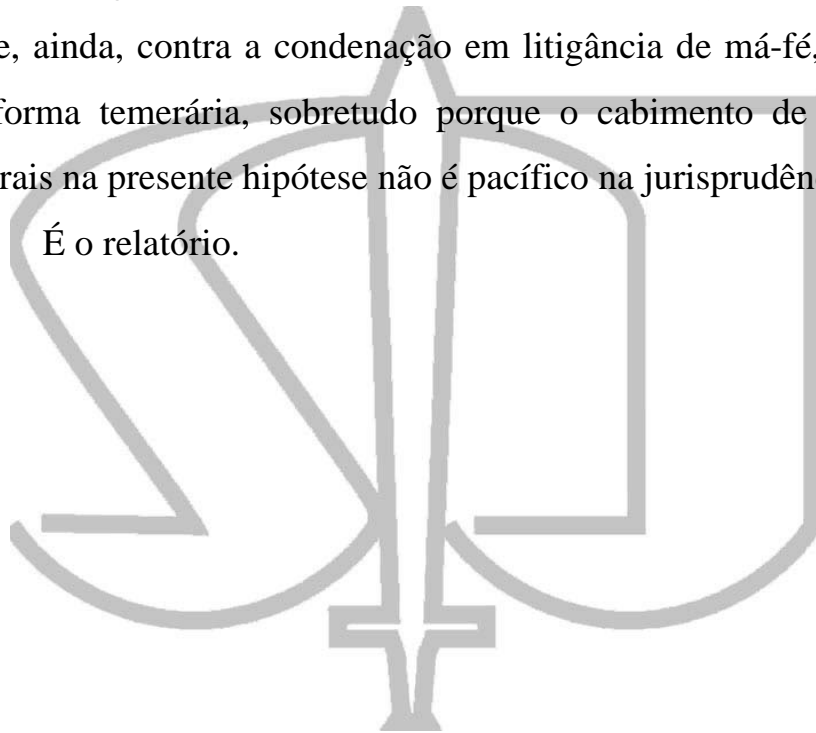 e, ainda, contra a condenação em litigância de má-fé,
forma temerária, sobretudo porque o cabimento de
rais na presente hipótese não é pacífico na jurisprudên
É o relatório.